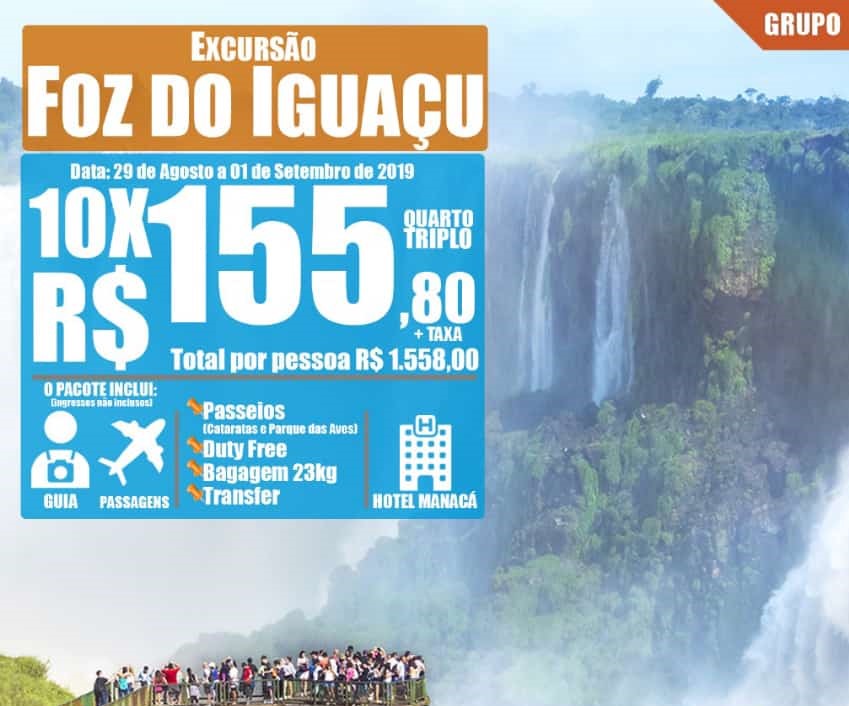 GRUPO
EXCURSÃO
FOZ DO IGUAÇU
Data: 29 de Agosto a 01 de Setembro de 2019
10X
R$
155
,80
QUARTO
TRIPLO
+ TAXA
Total por pessoa R$ 1.558,00
O PACOTE INCLUI:
(ingressos não inclusos)
GUIA
PASSAGENS
Passeios
(Cataratas e Parque das Aves)
Duty Free
Bagagem 23kg
Transfer
H
HOTEL MANACÁ